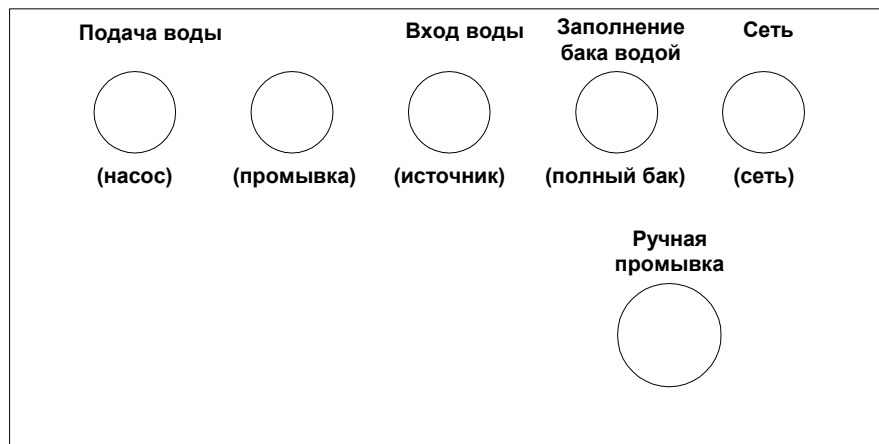 Подача воды
Вход воды
Заполнение
бака водой
Сеть
(насос)
(промывка)
(источник)
(полный бак)
(сеть)
Ручная
промывка